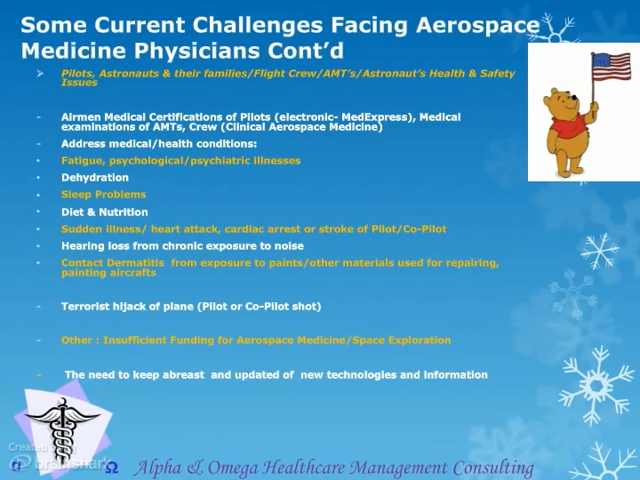 Some Current Challenges Facing Aerospace
Medicine Physicians Cont’d
➢ Pilots, Astronauts & their families/Flight Crew/AMT’s/Astronaut’s Health & Safety
Issues
- Airmen Medical Certifications of Pilots (electronic- MedExpress), Medical
examinations of AMTs, Crew (Clinical Aerospace Medicine)
- Address medical/health conditions:
• Fatigue, psychological/psychiatric illnesses
• Dehydration
• Sleep Problems
• Diet & Nutrition
• Sudden illness/ heart attack, cardiac arrest or stroke of Pilot/Co-Pilot
• Hearing loss from chronic exposure to noise
• Contact Dermatitis from exposure to paints/other materials used for repairing,
painting aircrafts
- Terrorist hijack of plane (Pilot or Co-Pilot shot)
- Other : Insufficient Funding for Aerospace Medicine/Space Exploration
- The need to keep abreast and updated of new technologies and information
Created
brainshark
α Ω Alpha & Omega Healthcare Management Consulting